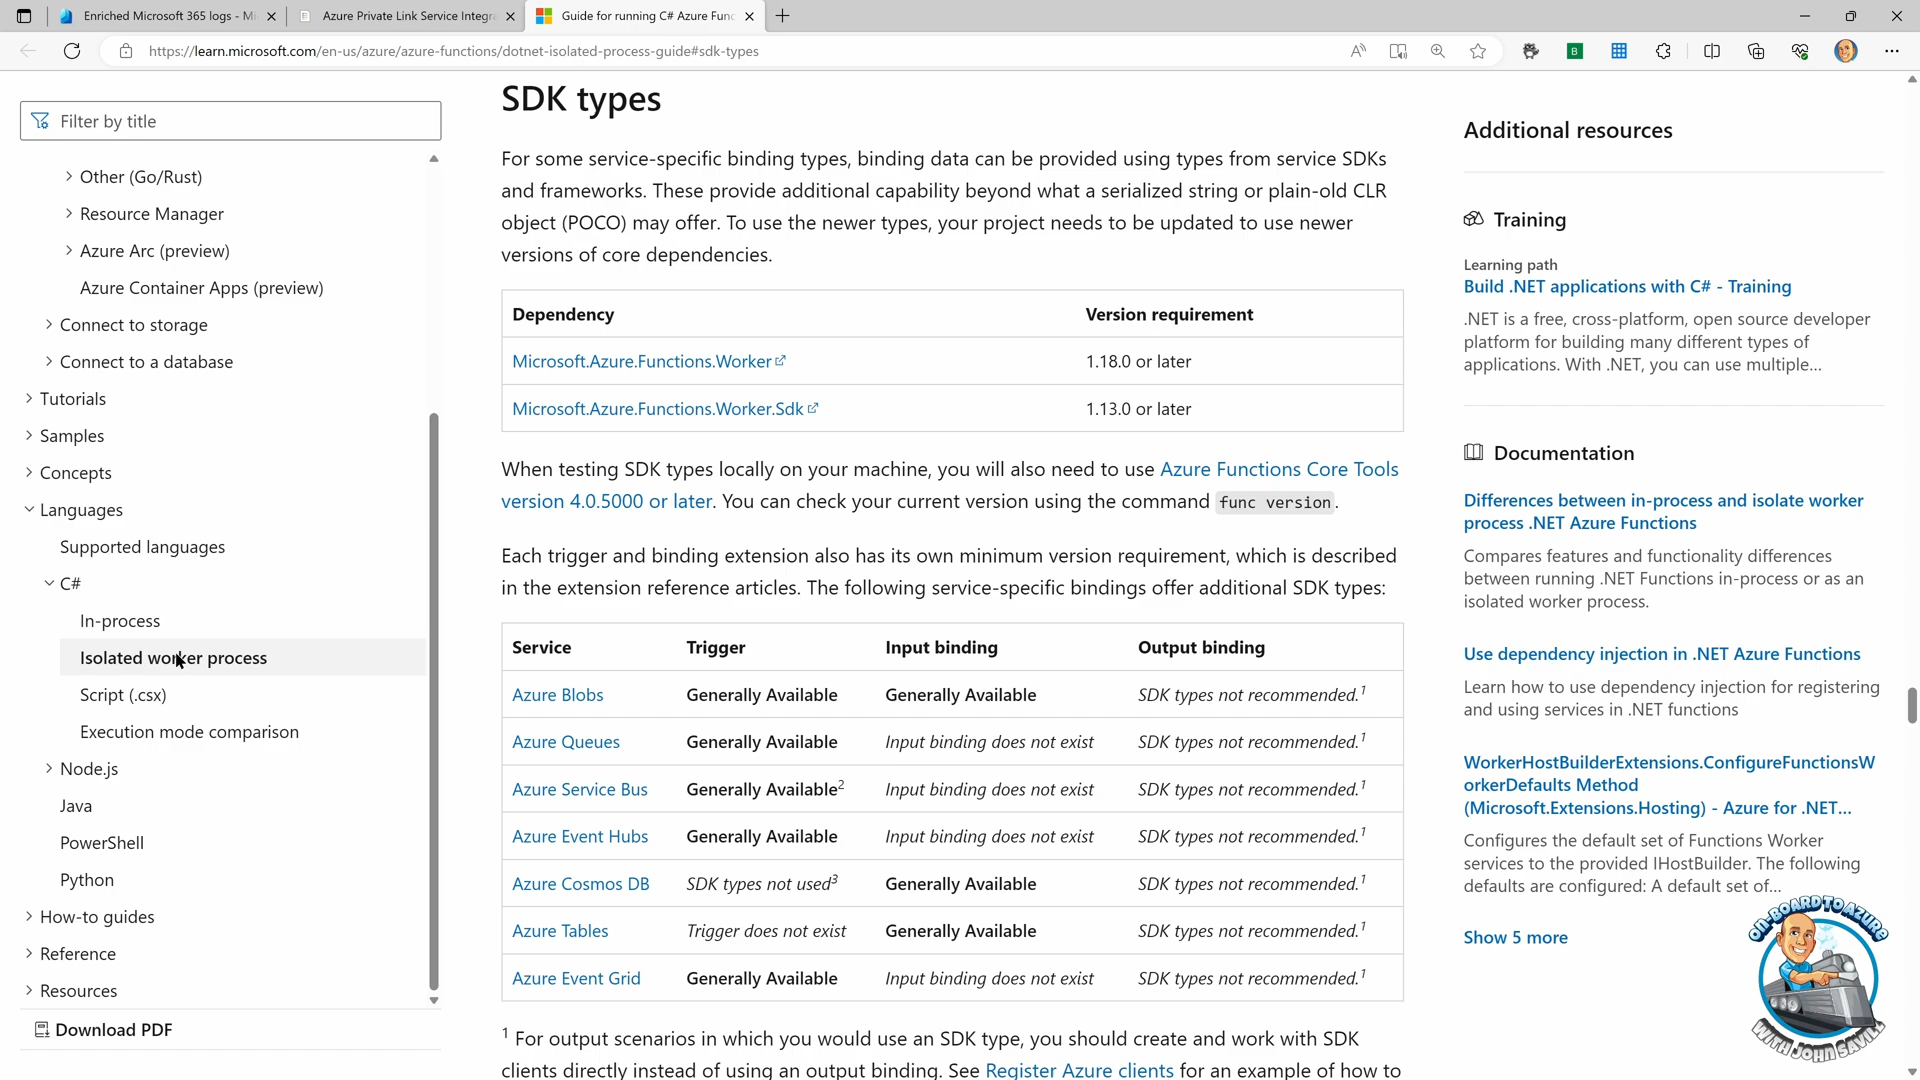 Enriched Microsoft 365 logs - Mi
Azure Private Link Service Integra
Guide for running C# Azure Func
https://learn.microsoft.com/en-us/azure/azure-functions/dotnet-isolated-process-guide#sdk-types
Filter by title
Other (Go/Rust)
Resource Manager
Azure Arc (preview)
Azure Container Apps (preview)
Connect to storage
Connect to a database
Tutorials
Samples
Concepts
Languages
Supported languages
C#
In-process
Isolated worker process
Script (.csx)
Execution mode comparison
Node.js
Java
PowerShell
Python
How-to guides
Reference
Resources
Download PDF
SDK types
For some service-specific binding types, binding data can be provided using types from service SDKs
and frameworks. These provide additional capability beyond what a serialized string or plain-old CLR
object (POCO) may offer. To use the newer types, your project needs to be updated to use newer
versions of core dependencies.
Dependency Version requirement
Microsoft.Azure.Functions.Worker 1.18.0 or later
Microsoft.Azure.Functions.Worker.Sdk 1.13.0 or later
When testing SDK types locally on your machine, you will also need to use Azure Functions Core Tools
version 4.0.5000 or later. You can check your current version using the command func version.
Each trigger and binding extension also has its own minimum version requirement, which is described
in the extension reference articles. The following service-specific bindings offer additional SDK types:
Service Trigger Input binding Output binding
Azure Blobs Generally Available Generally Available SDK types not recommended.1
Azure Queues Generally Available Input binding does not exist SDK types not recommended.1
Azure Service Bus Generally Available2 Input binding does not exist SDK types not recommended.1
Azure Event Hubs Generally Available Input binding does not exist SDK types not recommended.1
Azure Cosmos DB SDK types not used3 Generally Available SDK types not recommended.1
Azure Tables Trigger does not exist Generally Available SDK types not recommended.1
Azure Event Grid Generally Available Input binding does not exist SDK types not recommended.1
1 For output scenarios in which you would use an SDK type, you should create and work with SDK
clients directly instead of using an output binding. See Register Azure clients for an example of how to
Additional resources
Training
Learning path
Build .NET applications with C# - Training
.NET is a free, cross-platform, open source developer
platform for building many different types of
applications. With .NET, you can use multiple...
Documentation
Differences between in-process and isolate worker
process .NET Azure Functions
Compares features and functionality differences
between running .NET Functions in-process or as an
isolated worker process.
Use dependency injection in .NET Azure Functions
Learn how to use dependency injection for registering
and using services in .NET functions
WorkerHostBuilderExtensions.ConfigureFunctionsW
orkerDefaults Method
(Microsoft.Extensions.Hosting) - Azure for .NET...
Configures the default set of Functions Worker
services to the provided IHostBuilder. The following
defaults are configured: A default set of...
Show 5 more
ON-BOARD TO AZURE
WITH JOHN SAVILL